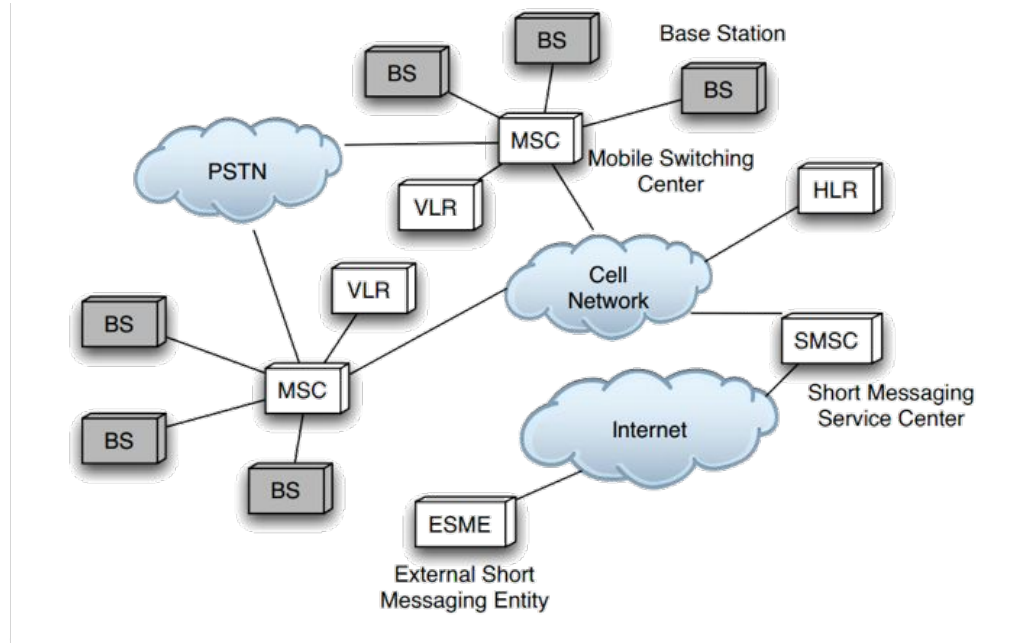 BS
Base Station
BS
BS
MSC
Mobile Switching
Center
PSTN
VLR
HLR
Cell
Network
VLR
BS
SMSC
MSC
Short Messaging
Service Center
Internet
BS
BS
ESME
External Short
Messaging Entity